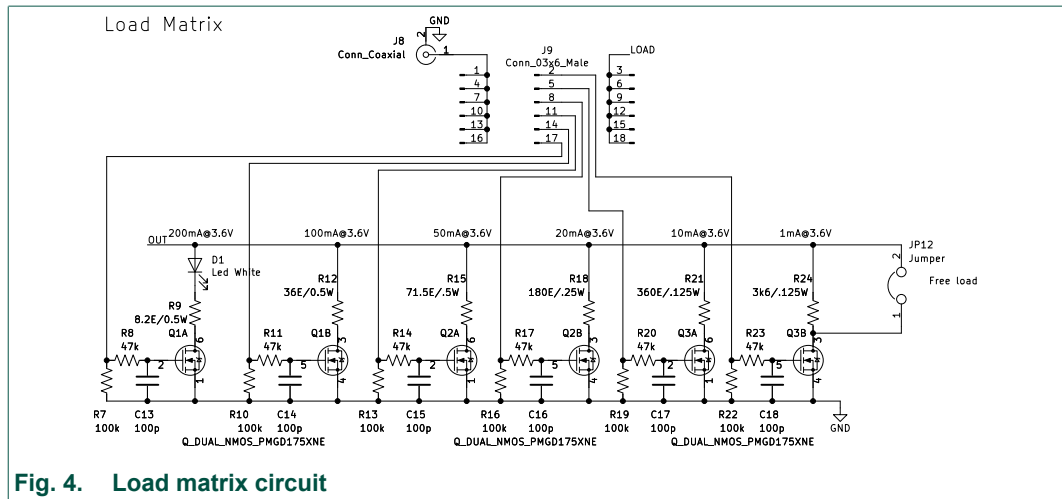 Load Matrix
GND
J8
Conn_Coaxial
2
1
J9
Conn_03x6_Male
LOAD
1 2 3
4 5 6
7 8 9
10 11 12
13 14 15
16 17 18
OUT
200mA@3.6V 100mA@3.6V 50mA@3.6V 20mA@3.6V 10mA@3.6V 1mA@3.6V
D1
Led White
R12
36E/0.5W
R15
71.5E/.5W
R18
180E/.25W
R21
360E/.125W
R24
3k6/.125W
JP12
Jumper
2
Free load
1
R9
8.2E/0.5W
R8
47k
Q1A
6
2
1
R11
47k
Q1B
3
5
4
R14
47k
Q2A
6
2
1
R17
47k
Q2B
3
5
4
R20
47k
Q3A
6
2
1
R23
47k
Q3B
3
5
4
R7
100k
C13
100p
R10
100k
C14
100p
R13
100k
C15
100p
R16
100k
C16
100p
R19
100k
C17
100p
R22
100k
C18
100p
GND
Q_DUAL_NMOS_PMGD175XNE Q_DUAL_NMOS_PMGD175XNE Q_DUAL_NMOS_PMGD175XNE
Fig. 4. Load matrix circuit